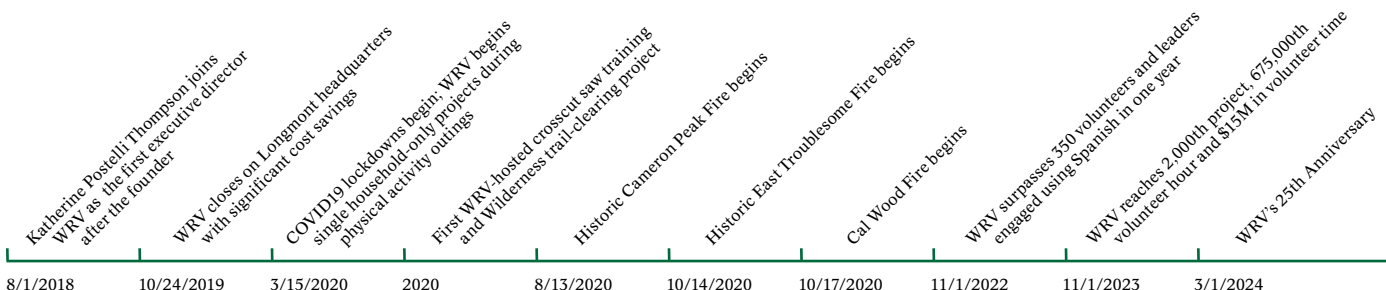 Katherine Postelli Thompson joins
WRV as the first executive director
after the founder
WRV closes on Longmont headquarters
with significant cost savings
COVID19 lockdowns begin; WRV begins
single household-only projects during
physical activity outings
First WRV-hosted crosscut saw training
and Wilderness trail-clearing project
Historic Cameron Peak Fire begins
Historic East Troublesome Fire begins
Cal Wood Fire begins
WRV surpasses 350 volunteers and leaders
engaged using Spanish in one year
WRV reaches 2,000th project, 675,000th
volunteer hour and $15M in volunteer time
WRV's 25th Anniversary
8/1/2018
10/24/2019
3/15/2020
2020
8/13/2020
10/14/2020
10/17/2020
11/1/2022
11/1/2023
3/1/2024